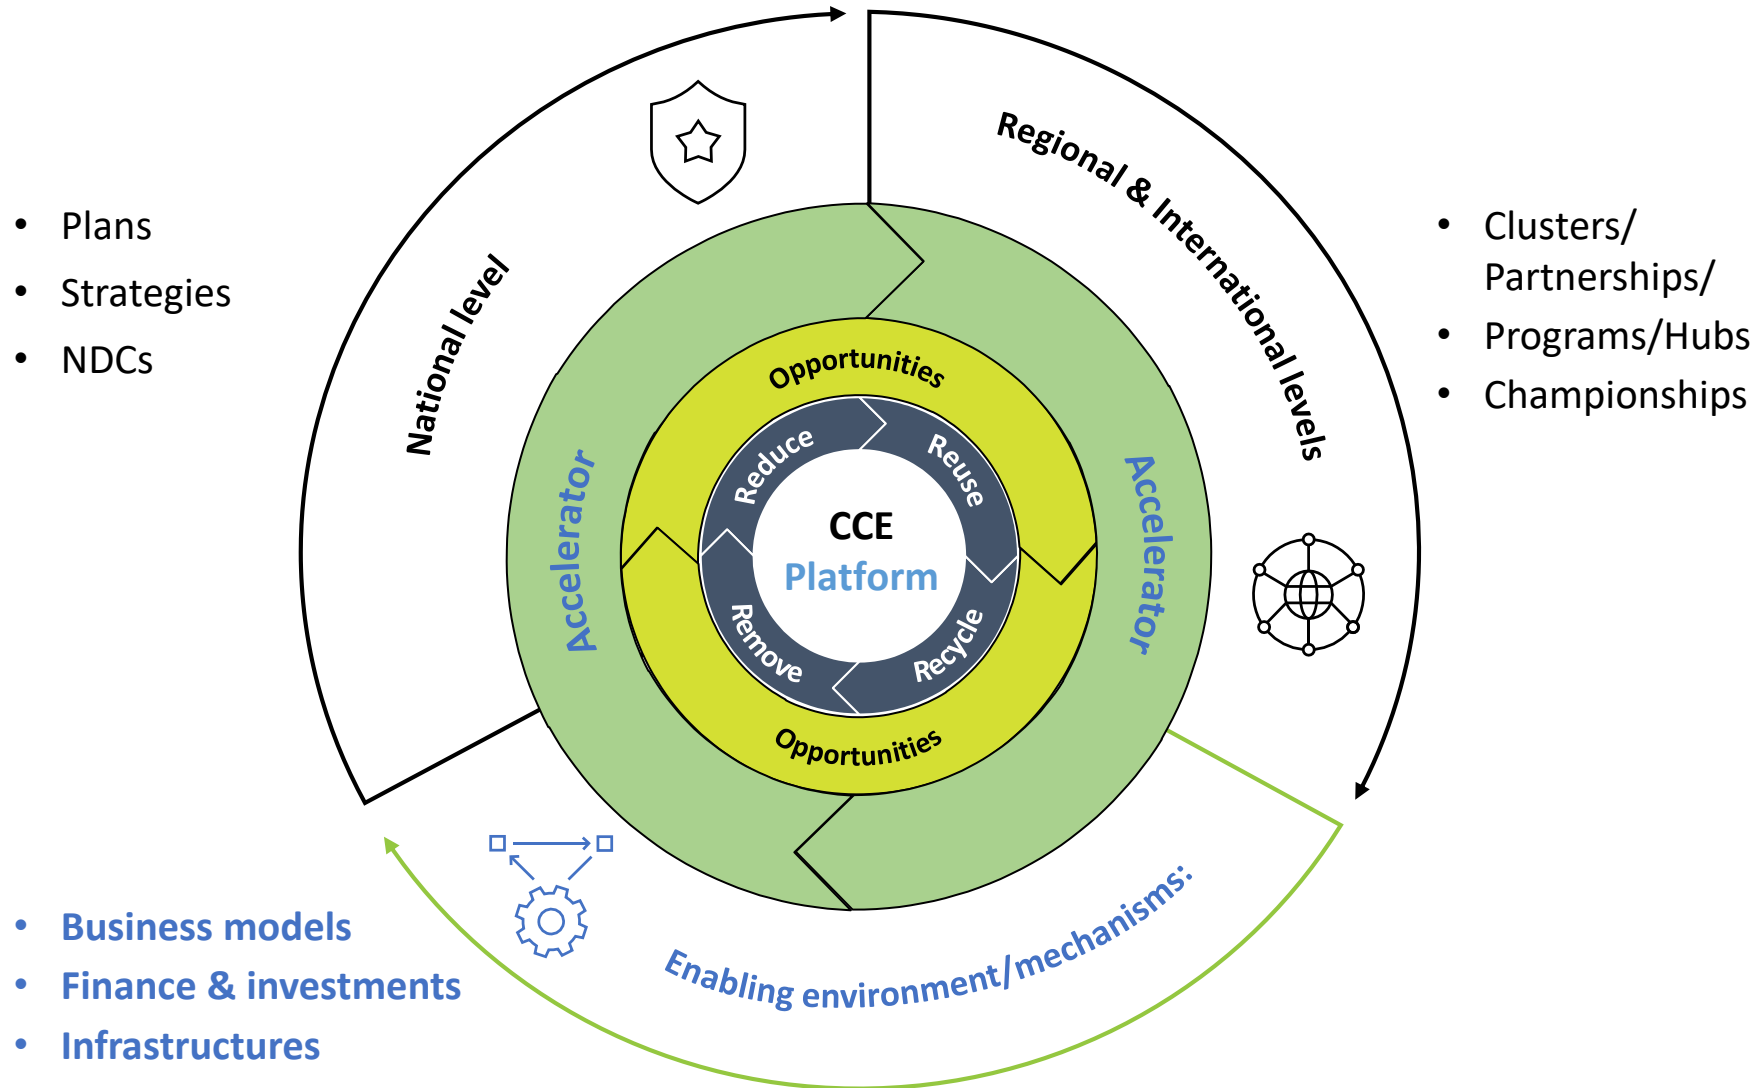 Regional & International levels
• Plans
• Strategies
• NDCs
National level
• Clusters/
Partnerships/
• Programs/Hubs
• Championships
Opportunities
Accelerator
Accelerator
Reduce
Reuse
CCE
Platform
Remove
Recycle
Opportunities
Enabling environment/mechanisms:
• Business models
• Finance & investments
• Infrastructures